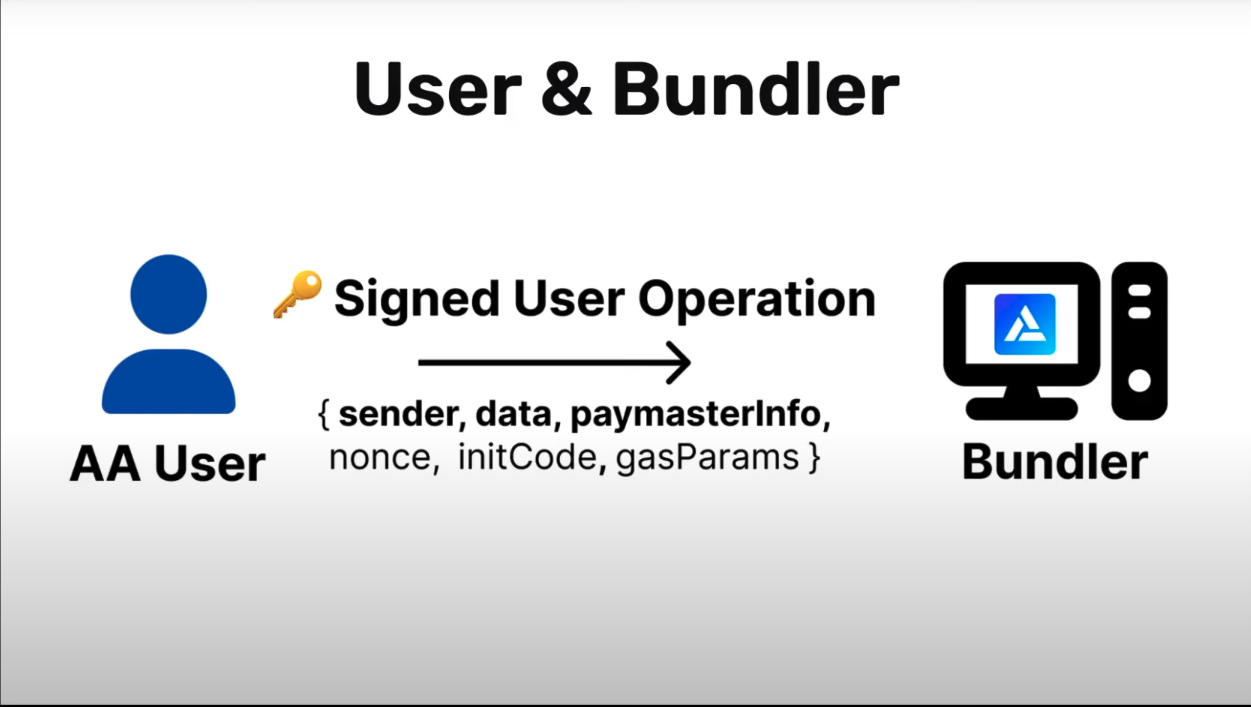 User & Bundler
🔑 Signed User Operation
{ sender, data, paymasterInfo,
nonce, initCode, gasParams }
AA User
Bundler